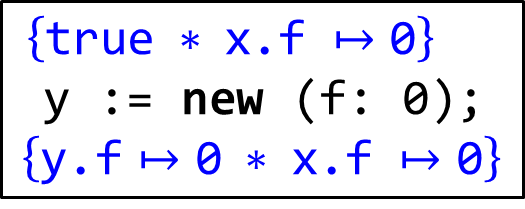 {true * x.f ↦ 0}
y := new (f: 0);
{y.f ↦ 0 * x.f ↦ 0}